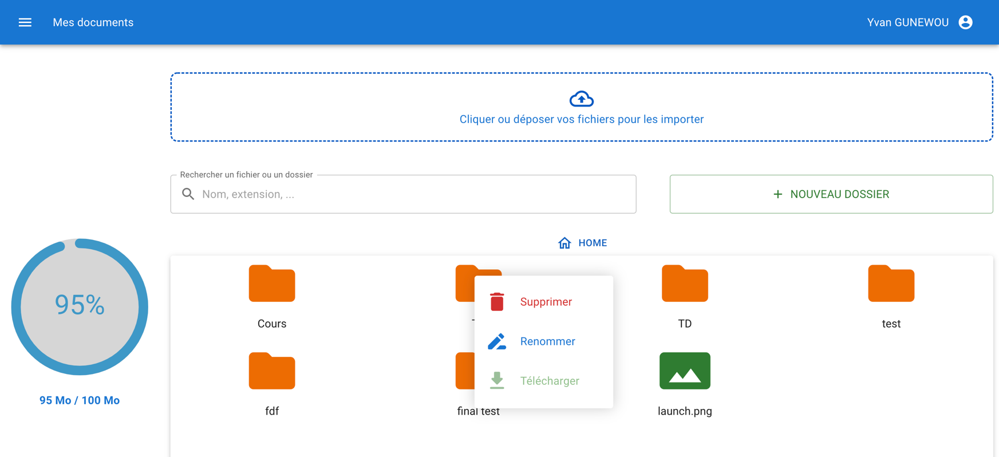 Mes documents
Yvan GUNEWOU
Cliquer ou déposer vos fichiers pour les importer
Rechercher un fichier ou un dossier
Nom, extension, ...
+ NOUVEAU DOSSIER
HOME
95%
95 Mo / 100 Mo
Cours
TD
test
Supprimer
Renommer
Télécharger
fdf
final test
launch.png